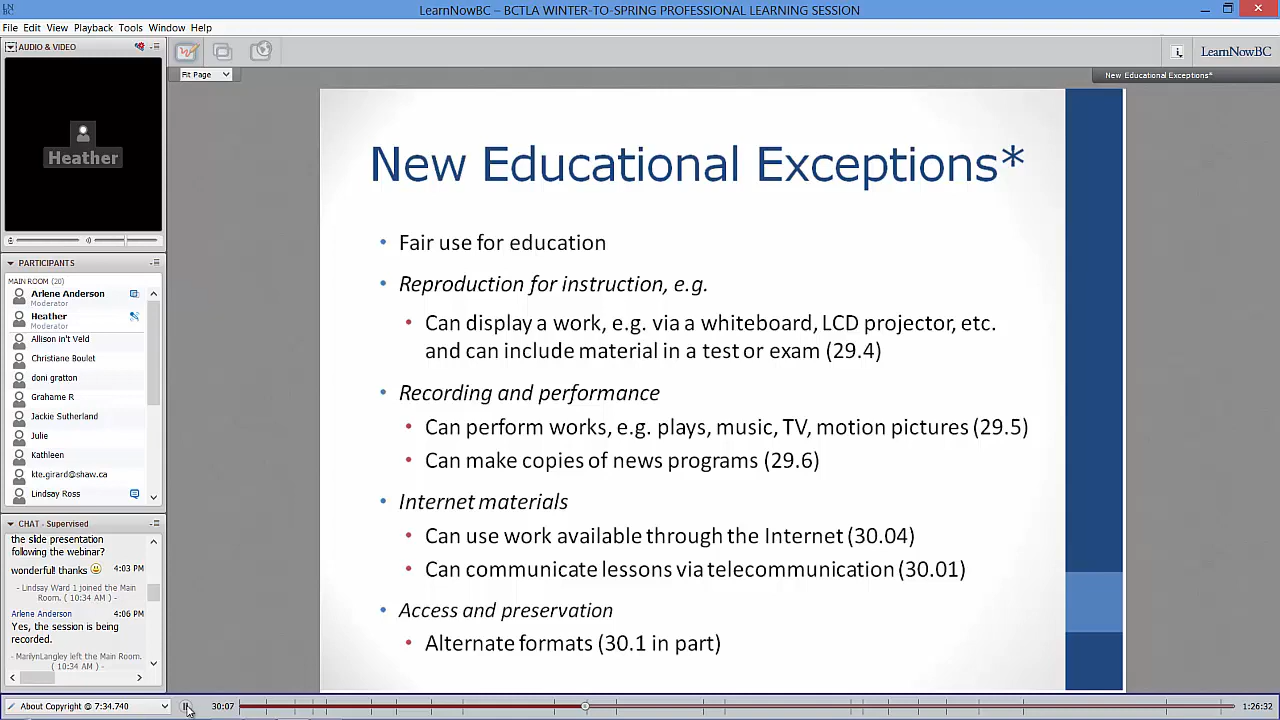 LN
BC
LearnNowBC – BCTLA WINTER-TO-SPRING PROFESSIONAL LEARNING SESSION
File Edit View Playback Tools Window Help
AUDIO & VIDEO
LearnNowBC
Fit Page
New Educational Exceptions*
Heather
New Educational Exceptions*
• Fair use for education
• Reproduction for instruction, e.g.
• Can display a work, e.g. via a whiteboard, LCD projector, etc.
and can include material in a test or exam (29.4)
• Recording and performance
• Can perform works, e.g. plays, music, TV, motion pictures (29.5)
• Can make copies of news programs (29.6)
• Internet materials
• Can use work available through the Internet (30.04)
• Can communicate lessons via telecommunication (30.01)
• Access and preservation
• Alternate formats (30.1 in part)
PARTICIPANTS
MAIN ROOM (20)
Arlene Anderson
Moderator
Heather
Moderator
Allison in't Veld
Christiane Boulet
doni gratton
Grahame R
Jackie Sutherland
Julie
Kathleen
kte.girard@shaw.ca
Lindsay Ross
CHAT - Supervised
the slide presentation
following the webinar?
wonderful! thanks 4:03 PM
- Lindsay Ward 1 joined the Main
Room. ( 10:34 AM ) -
Arlene Anderson 4:06 PM
Yes, the session is being
recorded.
- MarilynLangley left the Main Room.
( 10:34 AM ) -
About Copyright @ 7:34.740
30:07
1:26:32